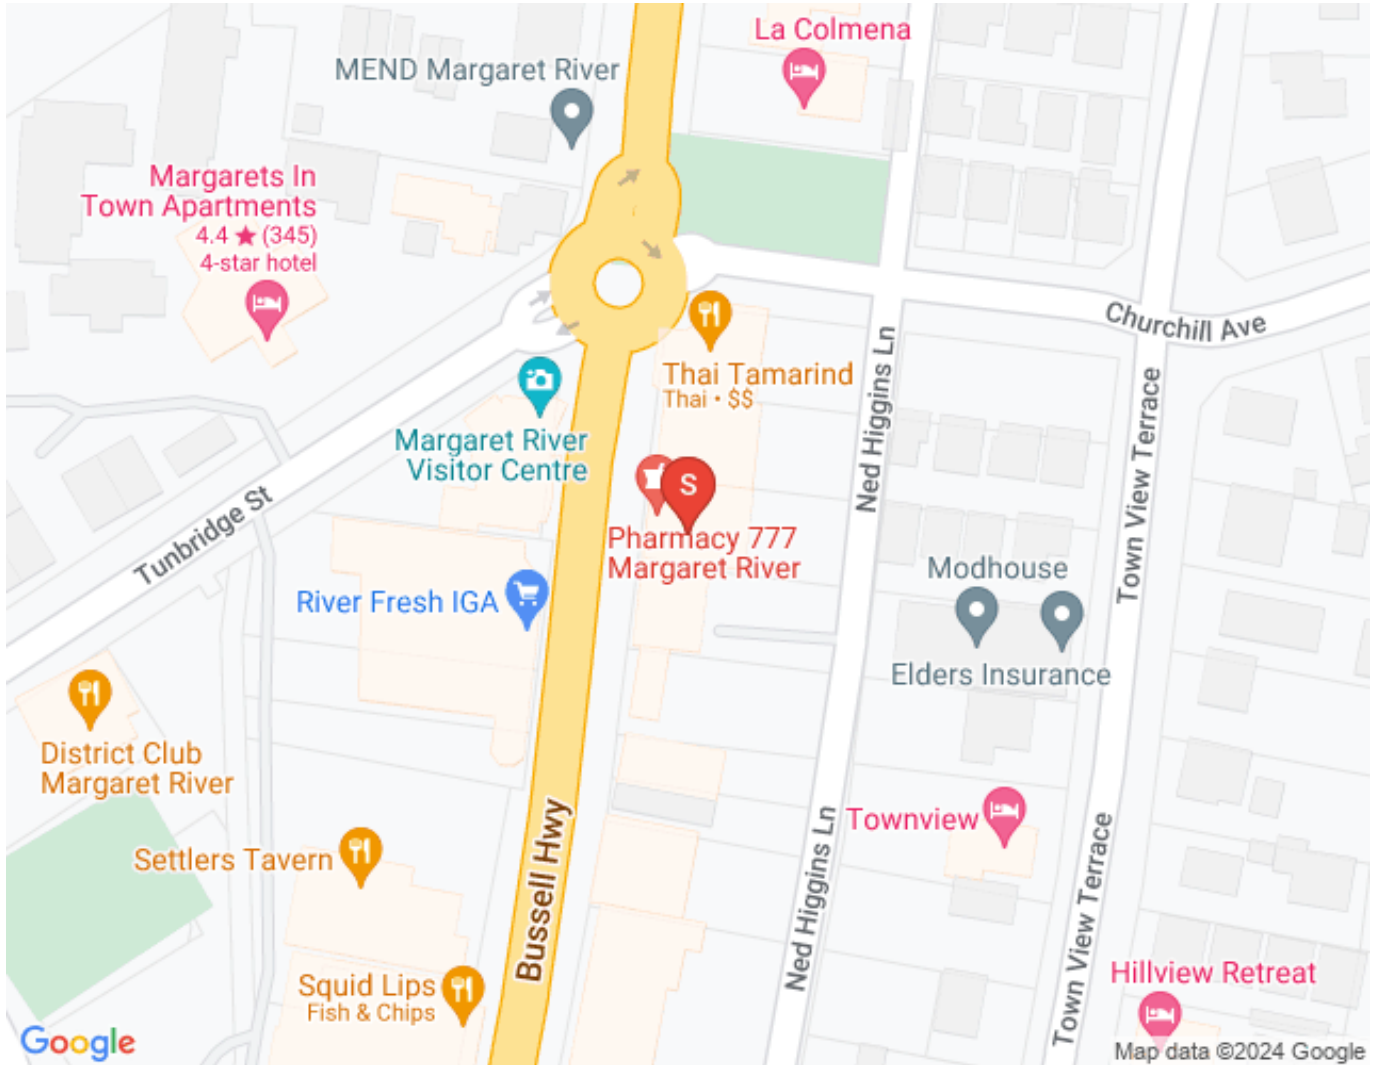 La Colmena
MEND Margaret River
Margarets In
Town Apartments
4.4 ★ (345)
4-star hotel
Churchill Ave
Thai Tamarind
Thai • $$
Ned Higgins Ln
Town View Terrace
Margaret River
Visitor Centre
S
Tunbridge St
Pharmacy 777
Margaret River
Modhouse
River Fresh IGA
Elders Insurance
District Club
Margaret River
Bussell Hwy
Ned Higgins Ln
Townview
Town View Terrace
Settlers Tavern
Squid Lips
Fish & Chips
Hillview Retreat
Google
Map data ©2024 Google